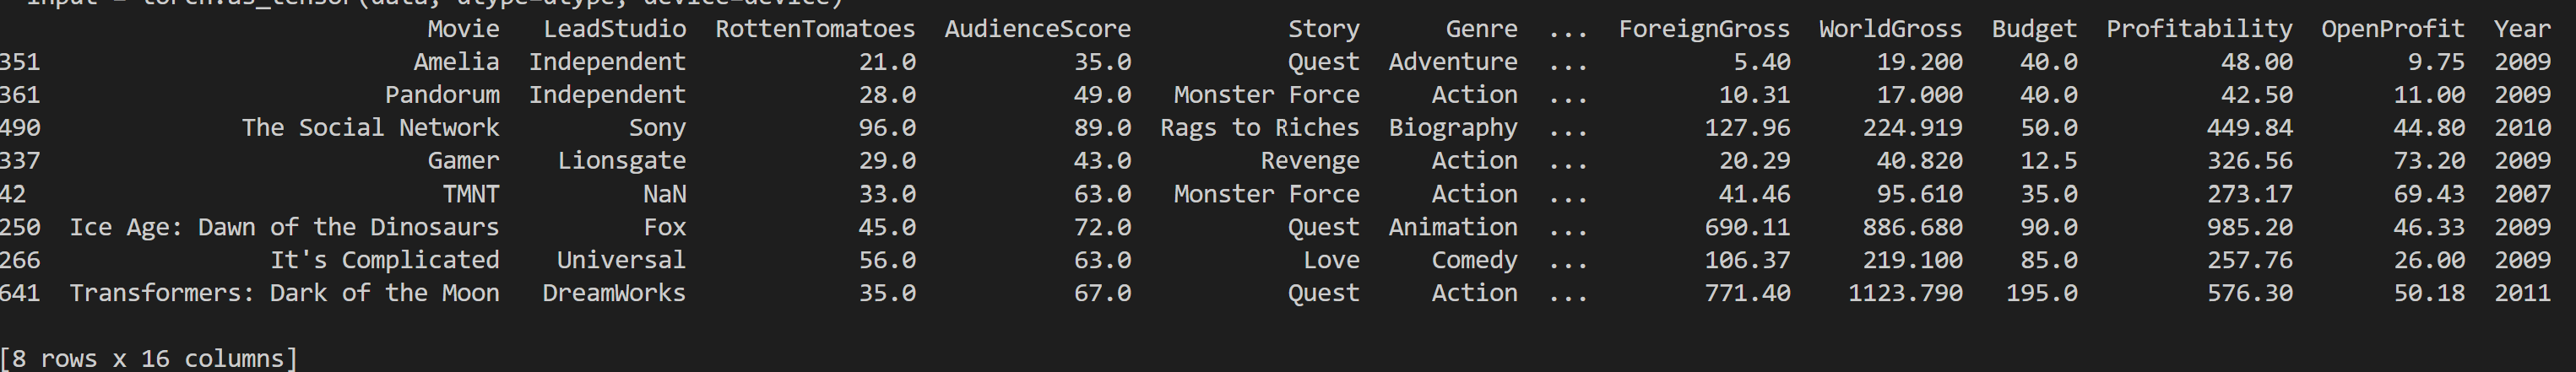 input = torch.as_tensor(data, dtype=dtype, device=device)
Movie LeadStudio RottenTomatoes AudienceScore Story Genre ... ForeignGross WorldGross Budget Profitability OpenProfit Year
351 Amelia Independent 21.0 35.0 Quest Adventure ... 5.40 19.200 40.0 48.00 9.75 2009
361 Pandorum Independent 28.0 49.0 Monster Force Action ... 10.31 17.000 40.0 42.50 11.00 2009
490 The Social Network Sony 96.0 89.0 Rags to Riches Biography ... 127.96 224.919 50.0 449.84 44.80 2010
337 Gamer Lionsgate 29.0 43.0 Revenge Action ... 20.29 40.820 12.5 326.56 73.20 2009
42 TMNT NaN 33.0 63.0 Monster Force Action ... 41.46 95.610 35.0 273.17 69.43 2007
250 Ice Age: Dawn of the Dinosaurs Fox 45.0 72.0 Quest Animation ... 690.11 886.680 90.0 985.20 46.33 2009
266 It's Complicated Universal 56.0 63.0 Love Comedy ... 106.37 219.100 85.0 257.76 26.00 2009
641 Transformers: Dark of the Moon DreamWorks 35.0 67.0 Quest Action ... 771.40 1123.790 195.0 576.30 50.18 2011
[8 rows x 16 columns]